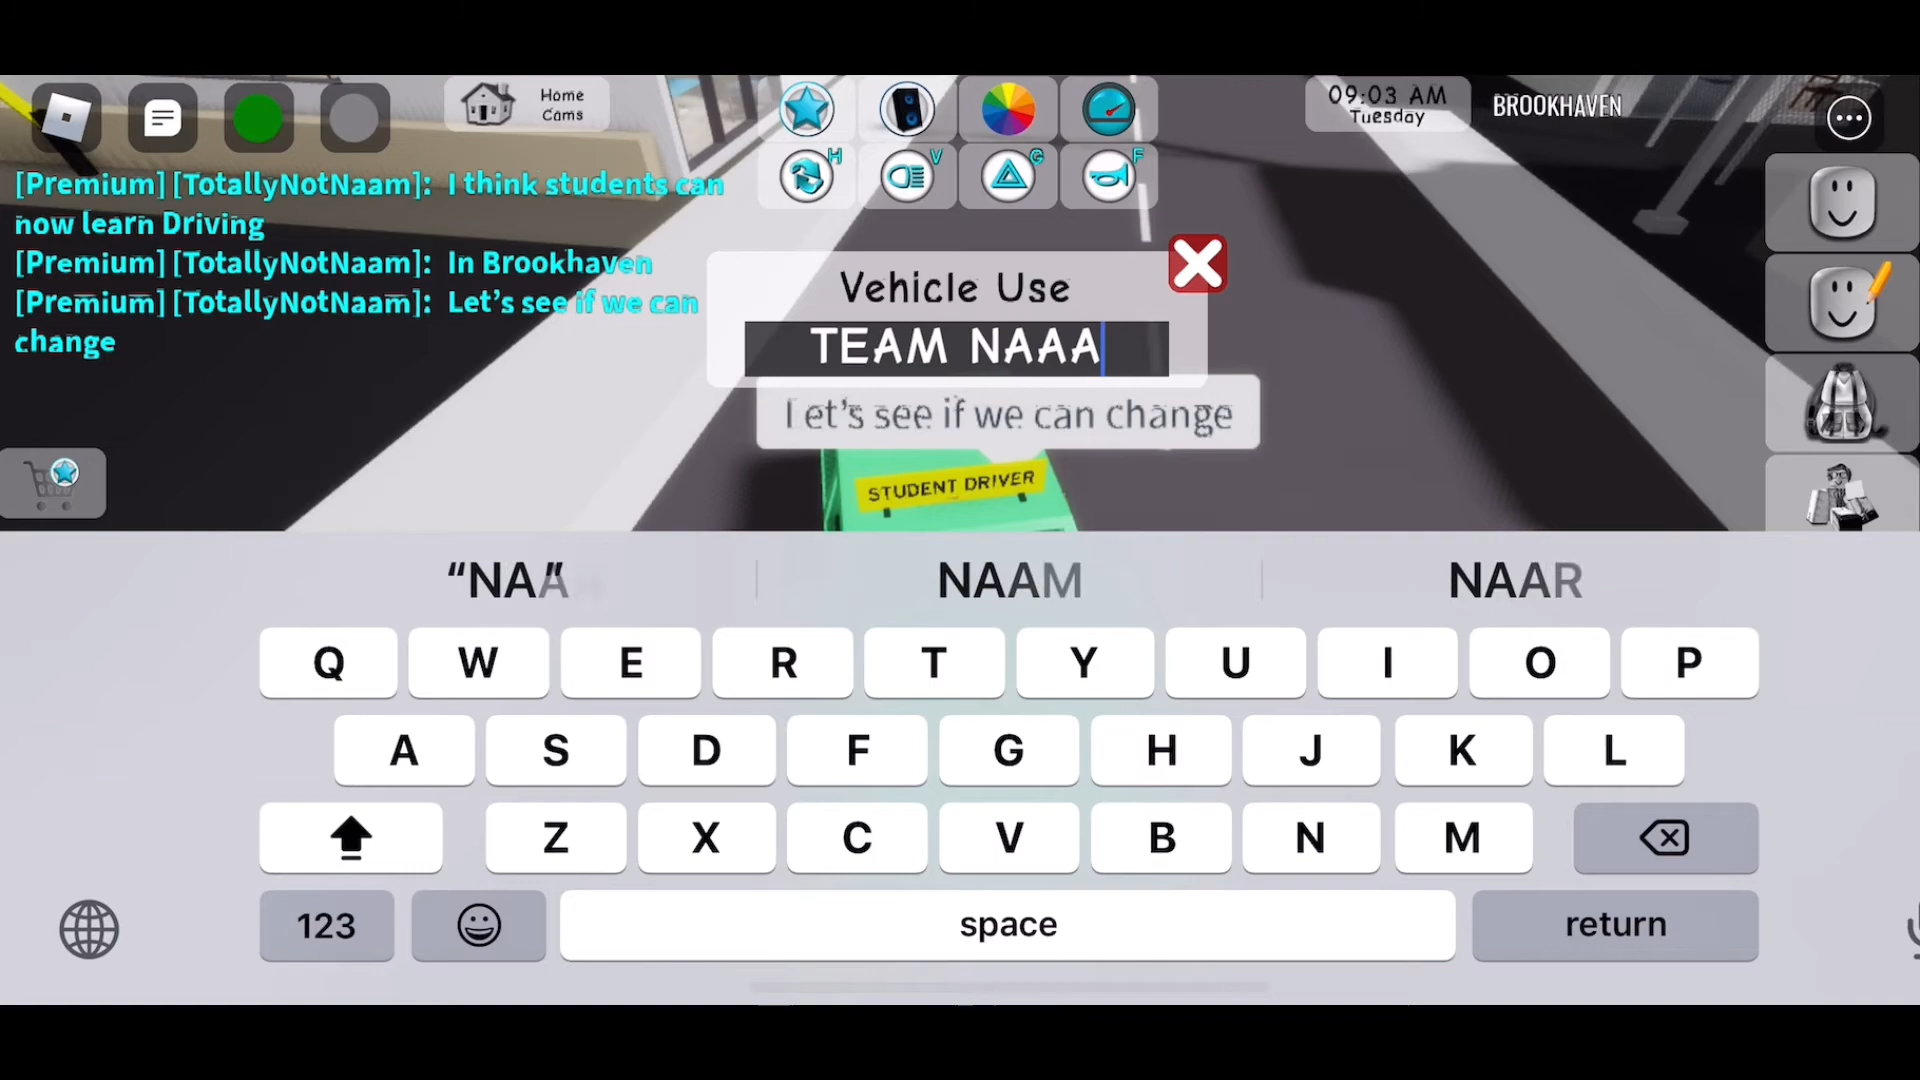 Home
Cams
09:03 AM
Tuesday
BROOKHAVEN
H
V
G
F
[Premium] [TotallyNotNaam]: I think students can
now learn Driving
[Premium] [TotallyNotNaam]: In Brookhaven
[Premium] [TotallyNotNaam]: Let's see if we can
change
Vehicle Use
TEAM NAAA
Let's see if we can change
STUDENT DRIVER
“NAA” NAAM NAAR
Q W E R T Y U I O P
A S D F G H J K L
Z X C V B N M
123 space return